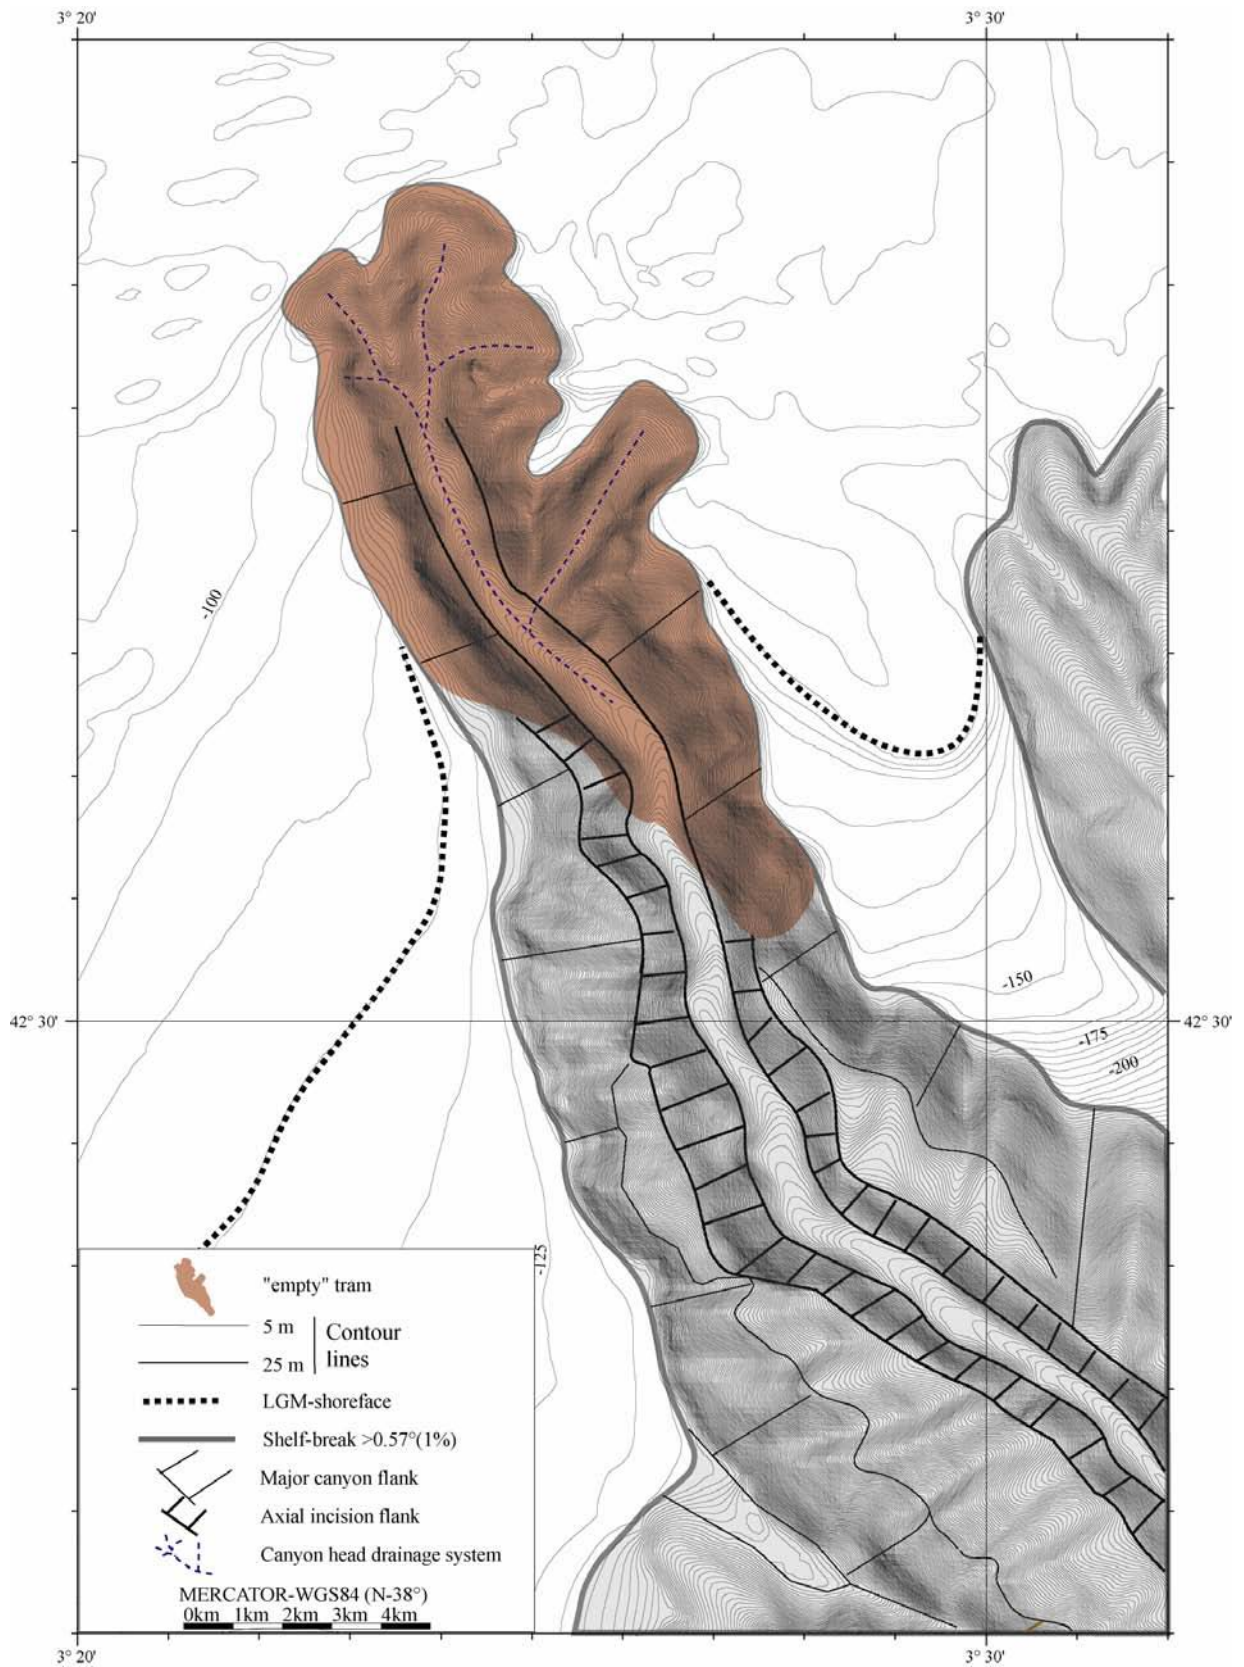 3° 20' 3° 30'
-100
-150
42° 30' 42° 30'
-175
-200
-125
"empty" tram
5 m
25 m
Contour
lines
LGM-shoreface
Shelf-break >0.57°(1%)
Major canyon flank
Axial incision flank
Canyon head drainage system
MERCATOR-WGS84 (N-38°)
0km 1km 2km 3km 4km
3° 20' 3° 30'